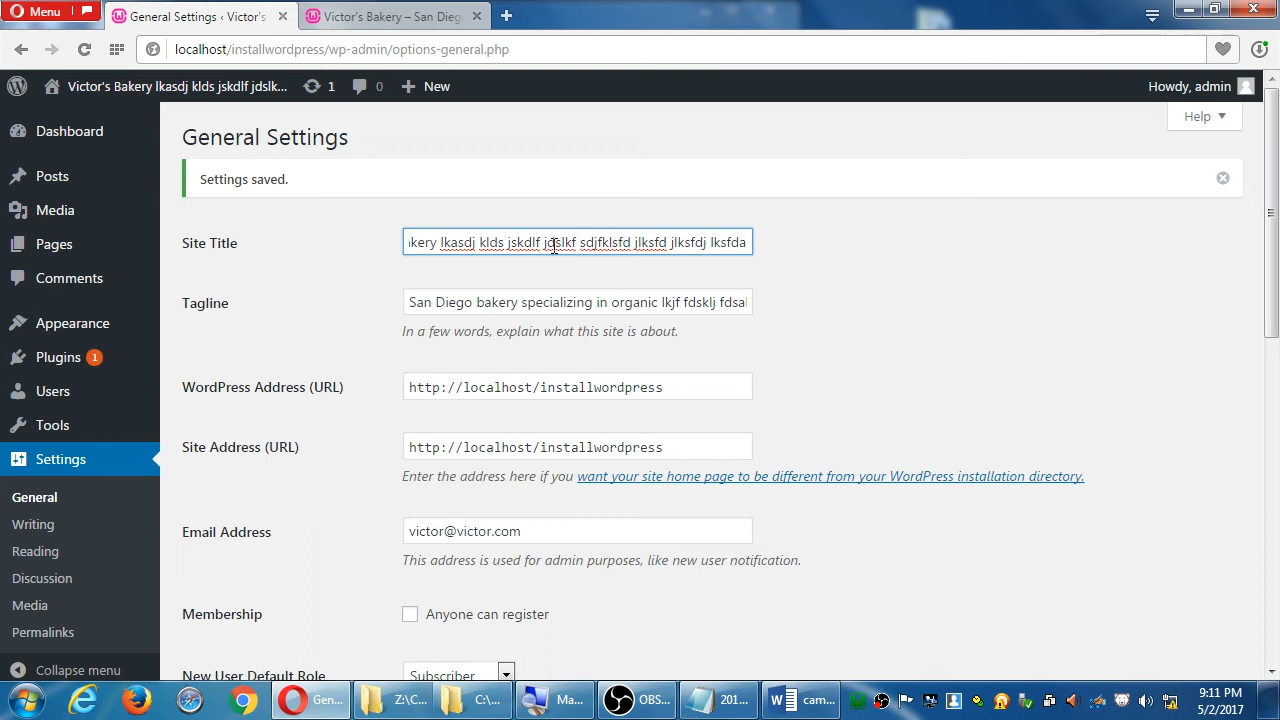 Menu
General Settings ‹ Victor's
Victor's Bakery – San Diego
localhost/installwordpress/wp-admin/options-general.php
Victor's Bakery lkasdj klds jskdlf jdslk...
1
0
New
Howdy, admin
Help
Dashboard
Posts
Media
Pages
Comments
Appearance
Plugins 1
Users
Tools
Settings
General
Writing
Reading
Discussion
Media
Permalinks
Collapse menu
General Settings
Settings saved.
Site Title
kery lkasdj klds jskdlf jdslkf sdjfklsfd jlksfd jlksfdj lksfda
Tagline
San Diego bakery specializing in organic lkjf fdsklj fdsal
In a few words, explain what this site is about.
WordPress Address (URL)
http://localhost/installwordpress
Site Address (URL)
http://localhost/installwordpress
Enter the address here if you want your site home page to be different from your WordPress installation directory.
Email Address
victor@victor.com
This address is used for admin purposes, like new user notification.
Membership
Anyone can register
New User Default Role
Subscriber
Gen...
Z:\C...
C:\...
Ma...
OBS...
201...
cam...
9:11 PM
5/2/2017